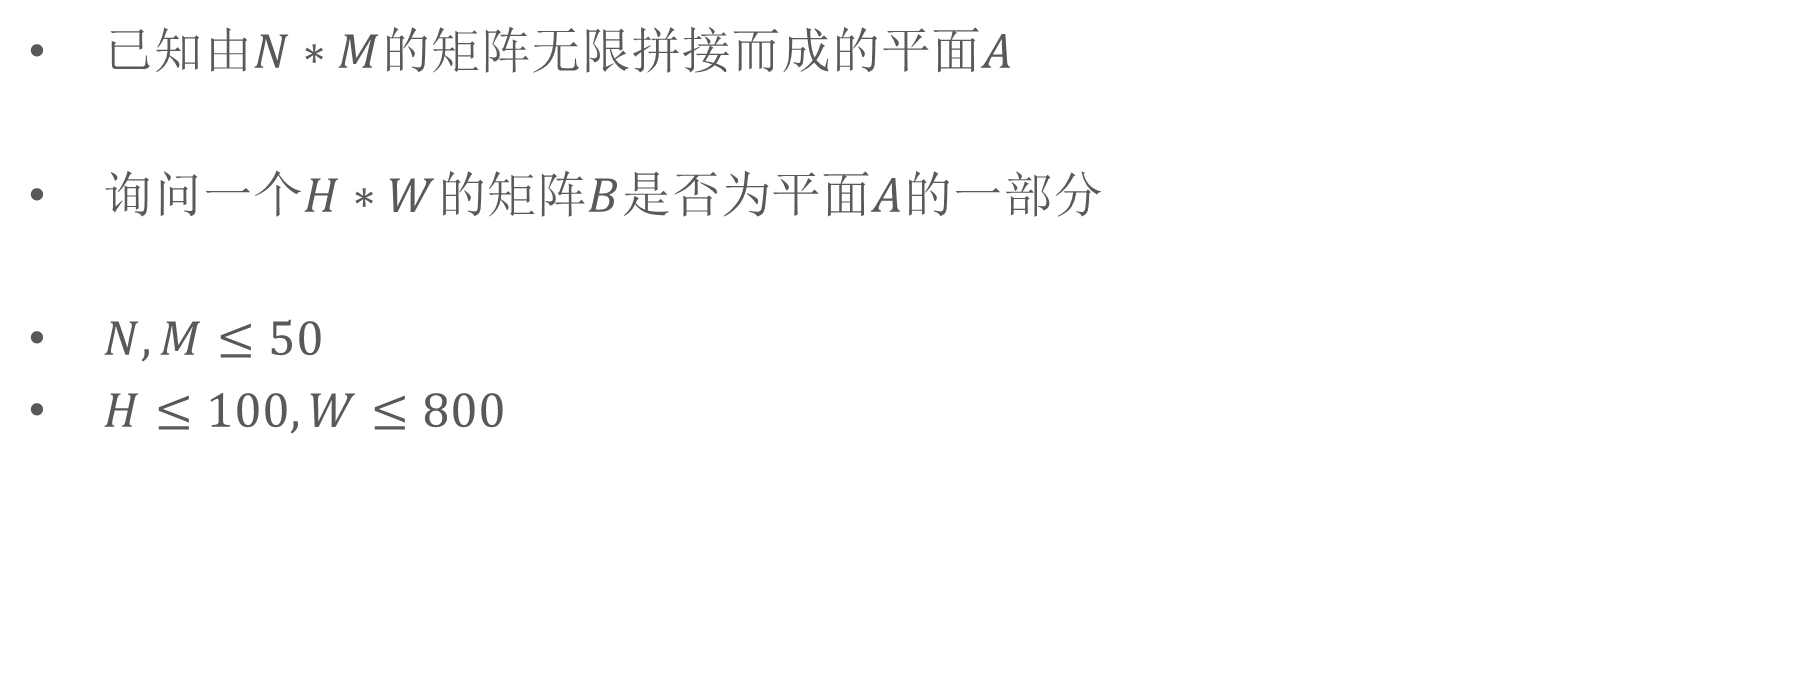 • 已知由N ∗ M的矩阵无限拼接而成的平面A
• 询问一个H ∗ W的矩阵B是否为平面A的一部分
• N, M ≤ 50
• H ≤ 100, W ≤ 800